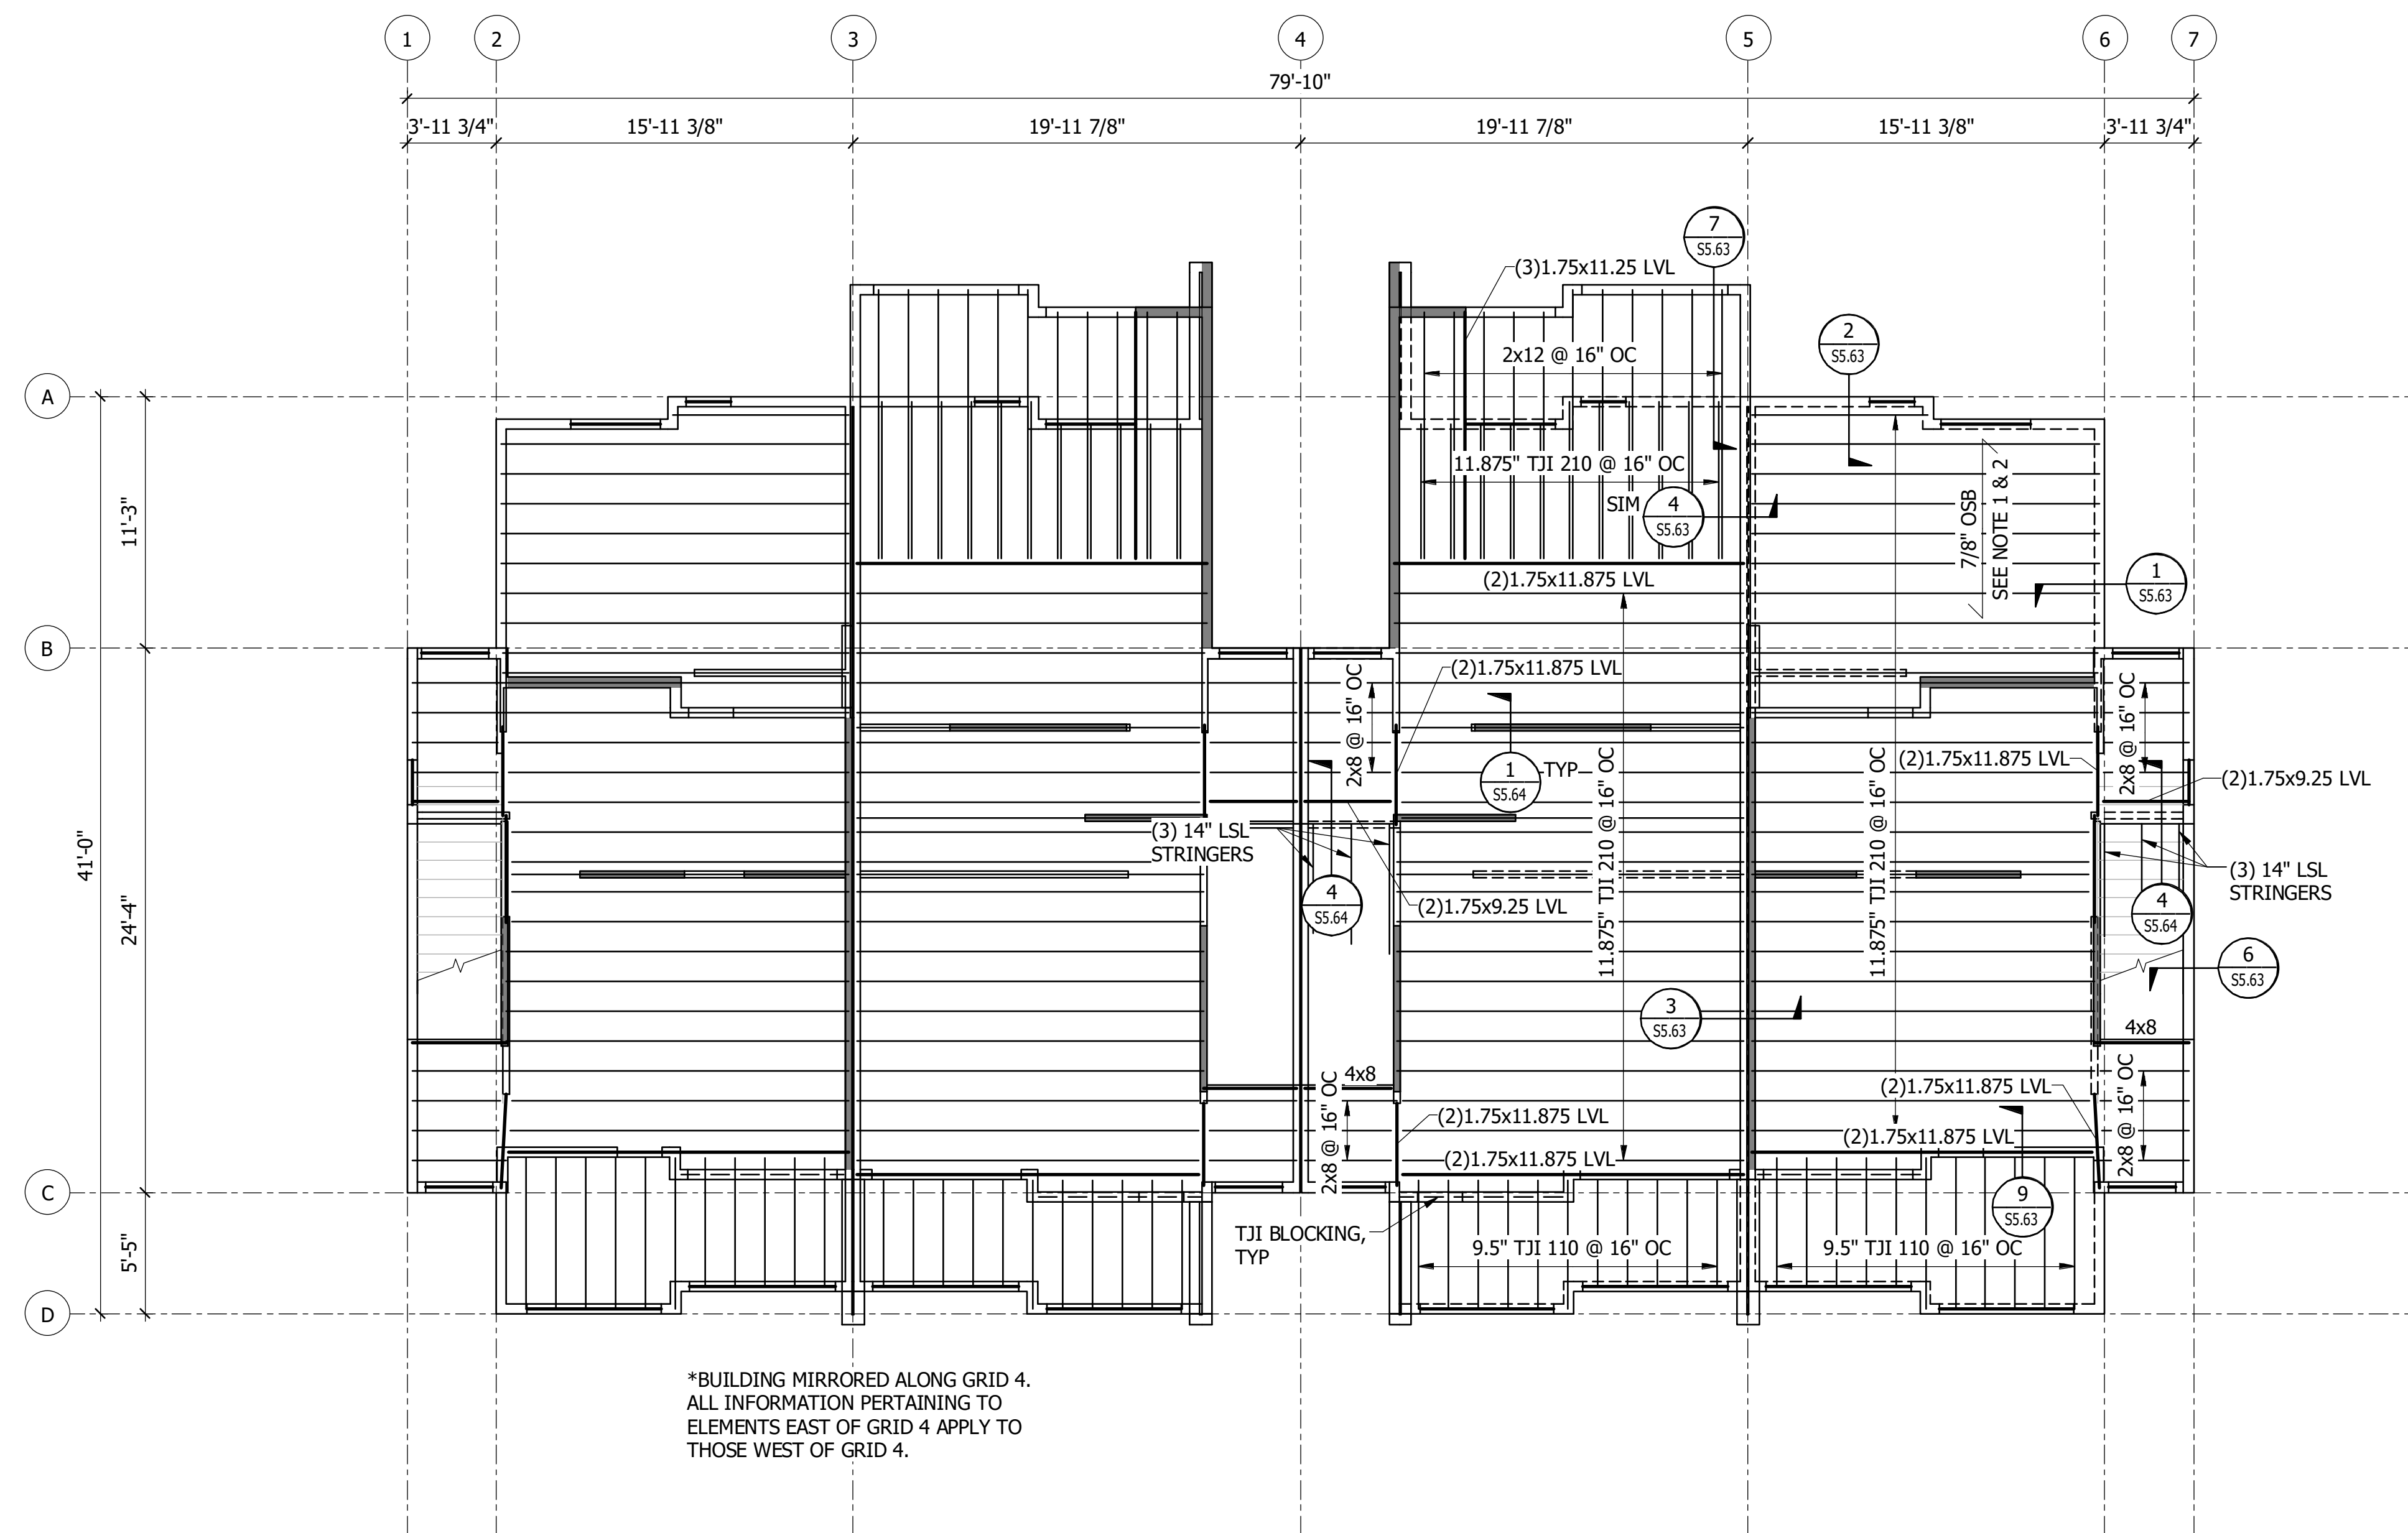 1
2
3
4
5
6
7
79'-10"
3'-11 3/4"
15'-11 3/8"
19'-11 7/8"
19'-11 7/8"
15'-11 3/8"
3'-11 3/4"
7
S5.63
(3)1.75x11.25 LVL
2
S5.63
2x12 @ 16" OC
A
11.875" TJI 210 @ 16" OC
SIM
4
S5.63
7/8" OSB
SEE NOTE 1 & 2
11'-3"
1
S5.63
(2)1.75x11.875 LVL
B
(2)1.75x11.875 LVL
2x8 @ 16" OC
2x8 @ 16" OC
1
S5.64
TYP
(2)1.75x11.875 LVL
(2)1.75x9.25 LVL
(3) 14" LSL
STRINGERS
11.875" TJI 210 @ 16" OC
11.875" TJI 210 @ 16" OC
41'-0"
24'-4"
4
S5.64
(2)1.75x9.25 LVL
(3) 14" LSL
STRINGERS
4
S5.64
6
S5.63
3
S5.63
4x8
4x8
2x8 @ 16" OC
2x8 @ 16" OC
(2)1.75x11.875 LVL
(2)1.75x11.875 LVL
(2)1.75x11.875 LVL
(2)1.75x11.875 LVL
C
9
S5.63
TJI BLOCKING,
TYP
9.5" TJI 110 @ 16" OC
9.5" TJI 110 @ 16" OC
5'-5"
D
*BUILDING MIRRORED ALONG GRID 4.
ALL INFORMATION PERTAINING TO
ELEMENTS EAST OF GRID 4 APPLY TO
THOSE WEST OF GRID 4.